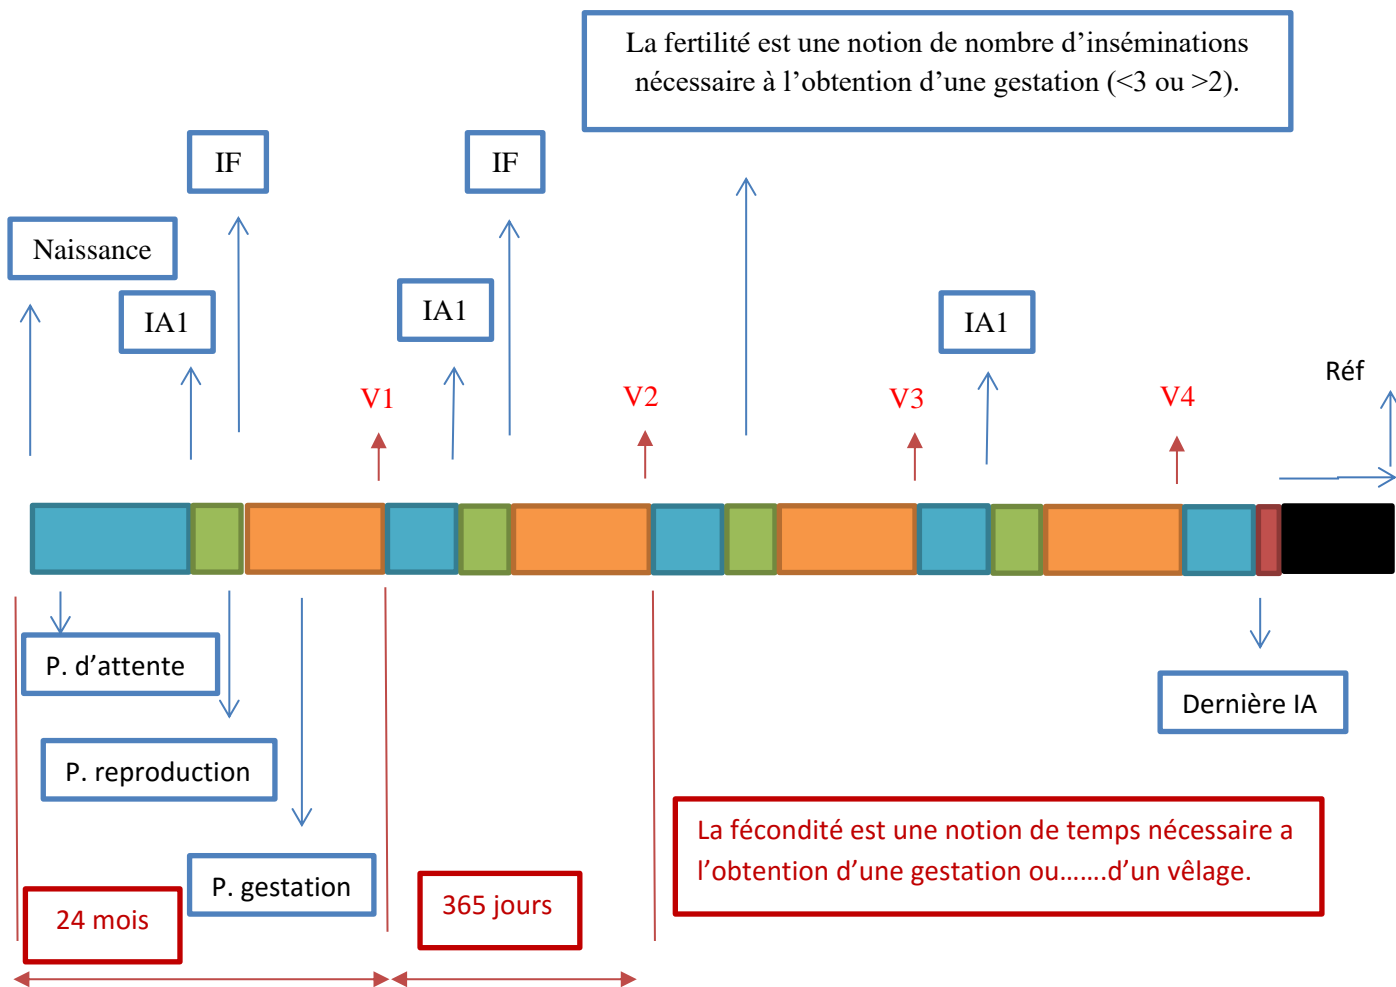 La fertilité est une notion de nombre d’inséminations
nécessaire à l’obtention d’une gestation (<3 ou >2).
IF
IF
Naissance
IA1
IA1
IA1
V1
V2
V3
V4
Réf
P. d’attente
P. reproduction
P. gestation
Dernière IA
24 mois
365 jours
La fécondité est une notion de temps nécessaire a
l’obtention d’une gestation ou…….d’un vêlage.